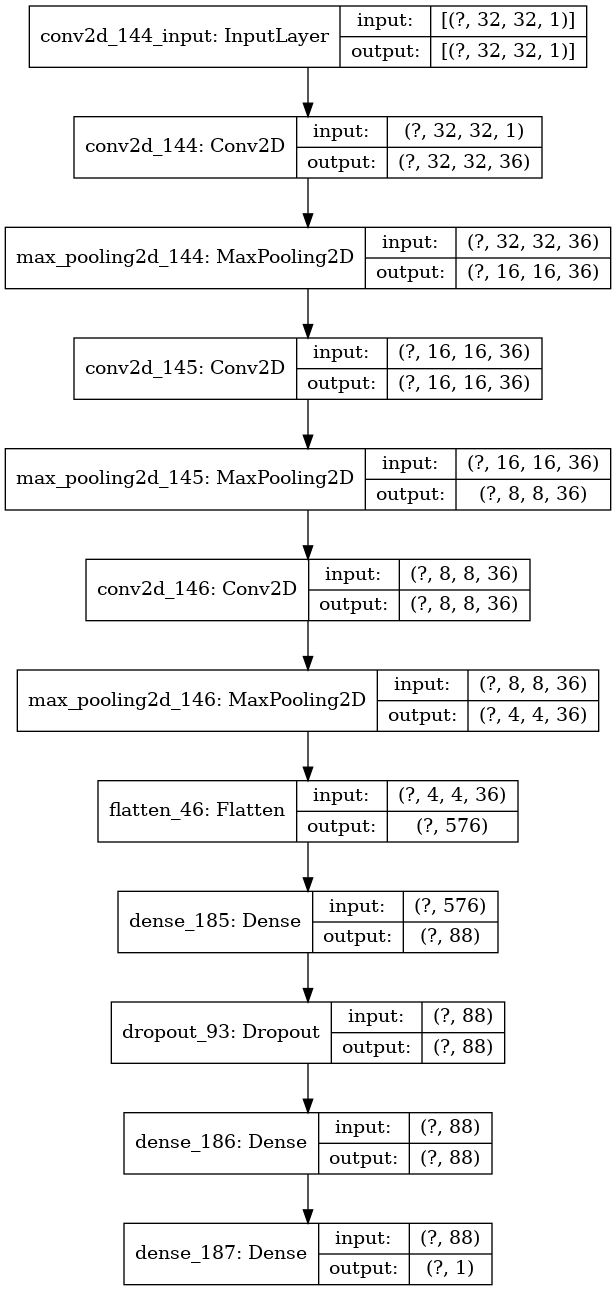 conv2d_144_input: InputLayer
input: [(?, 32, 32, 1)]
output: [(?, 32, 32, 1)]
conv2d_144: Conv2D
input: (?, 32, 32, 1)
output: (?, 32, 32, 36)
max_pooling2d_144: MaxPooling2D
input: (?, 32, 32, 36)
output: (?, 16, 16, 36)
conv2d_145: Conv2D
input: (?, 16, 16, 36)
output: (?, 16, 16, 36)
max_pooling2d_145: MaxPooling2D
input: (?, 16, 16, 36)
output: (?, 8, 8, 36)
conv2d_146: Conv2D
input: (?, 8, 8, 36)
output: (?, 8, 8, 36)
max_pooling2d_146: MaxPooling2D
input: (?, 8, 8, 36)
output: (?, 4, 4, 36)
flatten_46: Flatten
input: (?, 4, 4, 36)
output: (?, 576)
dense_185: Dense
input: (?, 576)
output: (?, 88)
dropout_93: Dropout
input: (?, 88)
output: (?, 88)
dense_186: Dense
input: (?, 88)
output: (?, 88)
dense_187: Dense
input: (?, 88)
output: (?, 1)